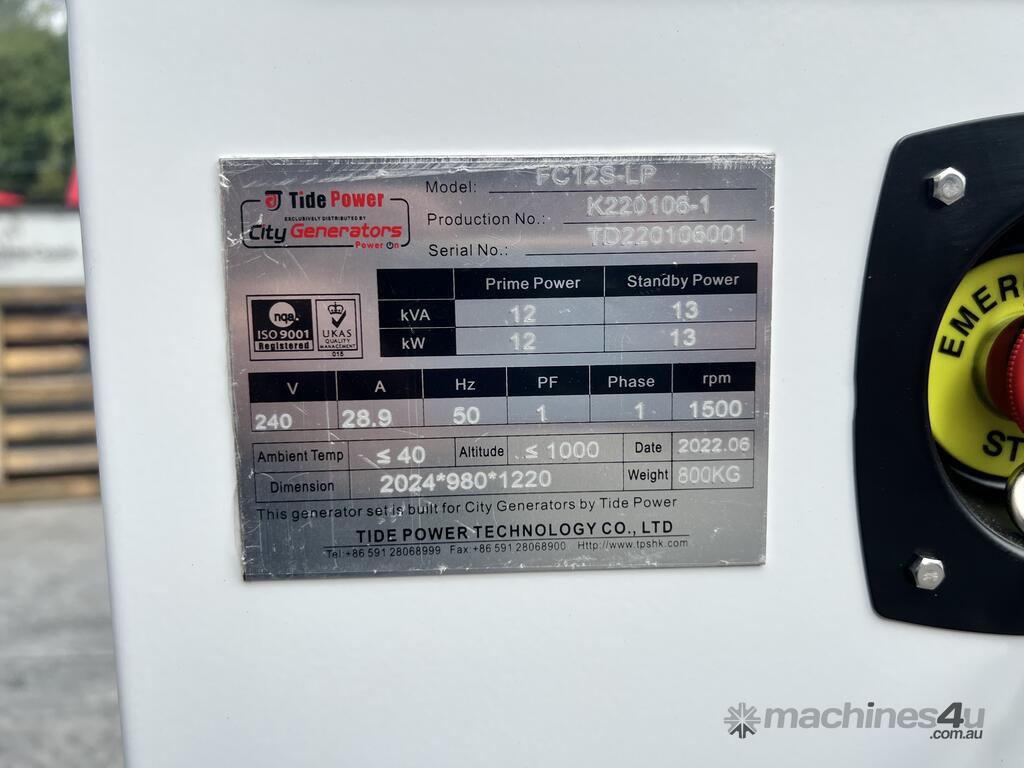 Tide Power
EXCLUSIVELY DISTRIBUTED BY
City Generators
Power On
Model: FC12S-LP
Production No.: K220106-1
Serial No.: TD220106001
nqa.
ISO 9001
Registered
UKAS
QUALITY
MANAGEMENT
015
Prime Power Standby Power
kVA 12 13
kW 12 13
V A Hz PF Phase rpm
240 28.9 50 1 1 1500
Ambient Temp ≤ 40 Altitude ≤ 1000 Date 2022.06
Dimension 2024*980*1220 Weight 800KG
This generator set is built for City Generators by Tide Power
TIDE POWER TECHNOLOGY CO., LTD
Tel:+86 591 28068999 Fax:+86 591 28068900 Http://www.tpshk.com
EMER
ST
machines4u
.com.au